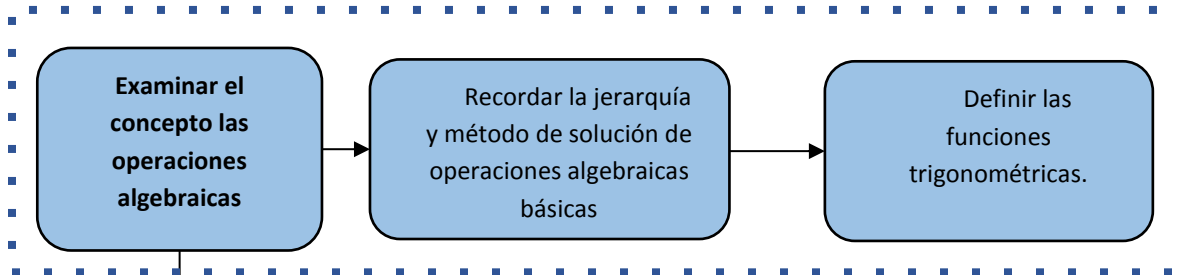 Examinar el
concepto las
operaciones
algebraicas
Recordar la jerarquía
y método de solución de
operaciones algebraicas
básicas
Definir las
funciones
trigonométricas.